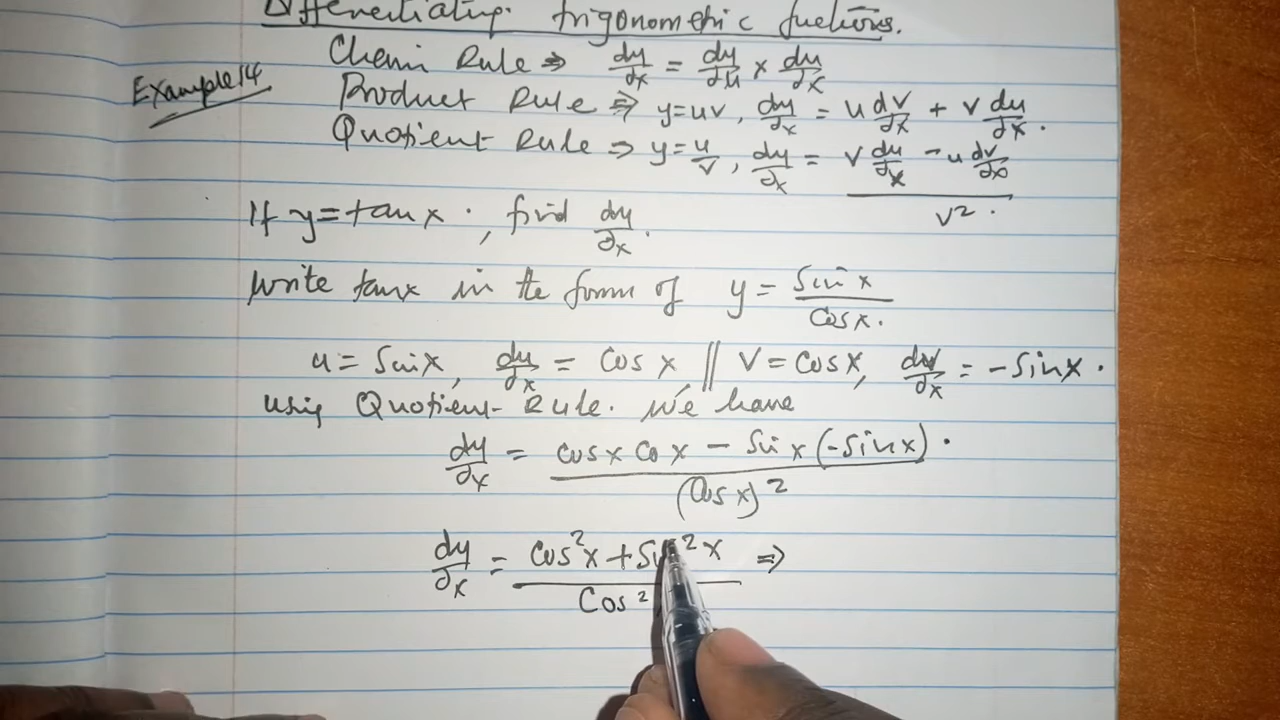 Differentiating trigonometric functions.
Chain Rule ⇒ dy/dx = dy/du × du/dx
Example 14
Product Rule ⇒ y=uv, dy/dx = u dv/dx + v du/dx.
Quotient Rule ⇒ y=u/v, dy/dx = (v du/dx - u dv/dx)/v².
If y=tan x, find dy/dx.
Write tanx in the form of y = Sin x/Cos x.
u = Sin x, du/dx = Cos x // V = Cos x, dv/dx = -Sin x.
Using Quotient Rule. We have
dy/dx = (Cos x Cos x - Sin x (-Sin x))/(Cos x)².
dy/dx = (Cos²x + Sin²x)/Cos² ⇒